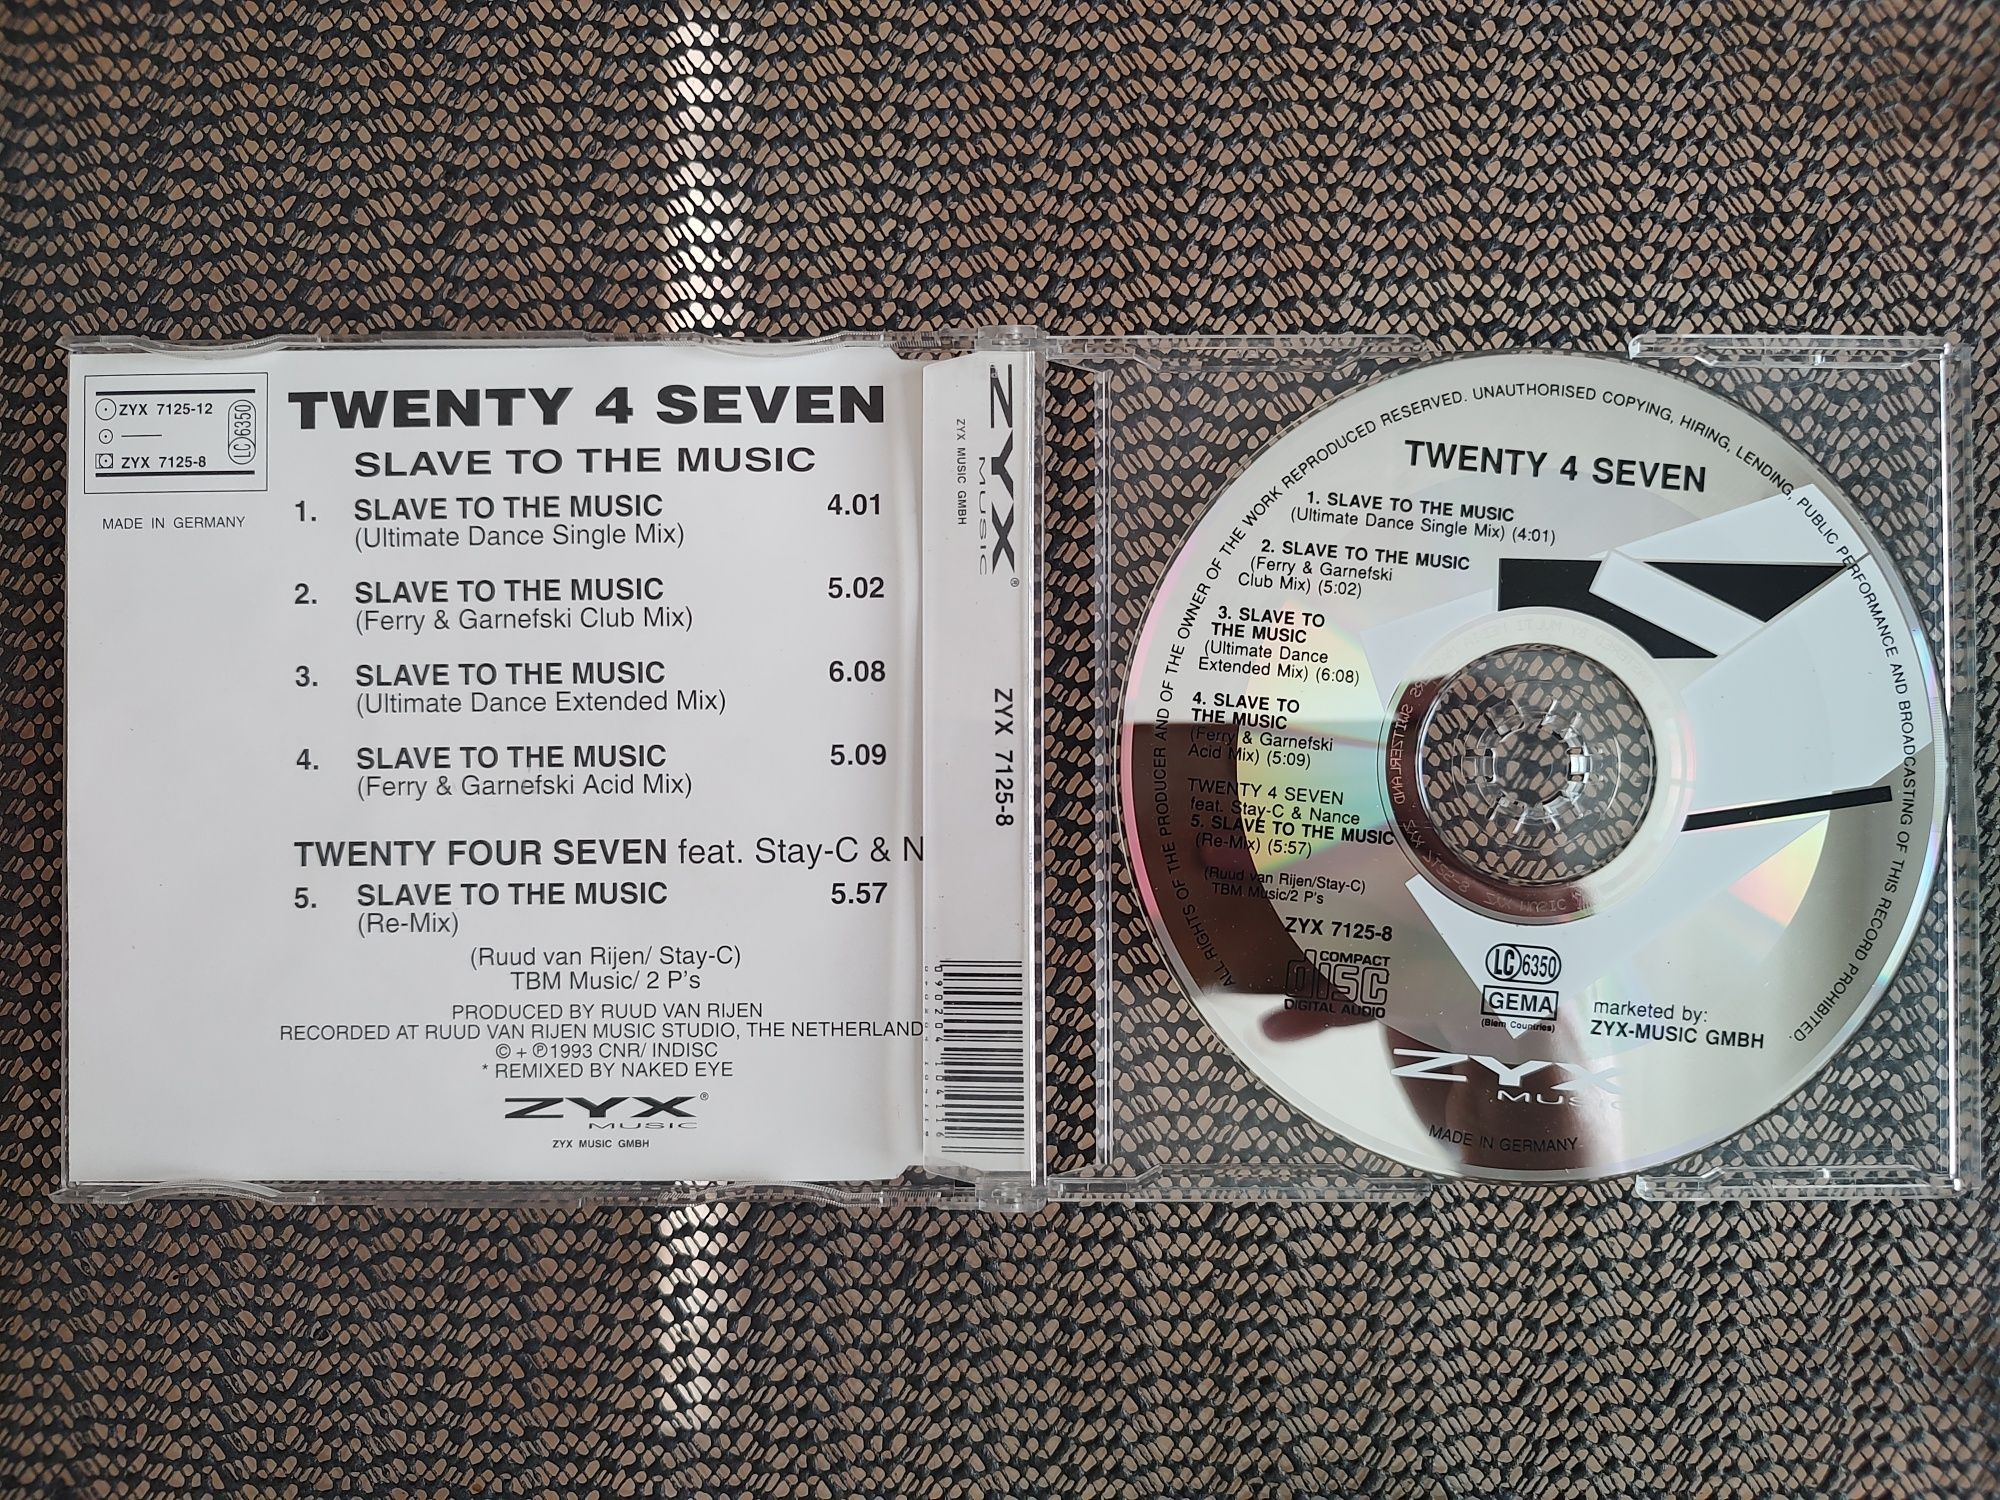 ZYX 7125-12
ZYX 7125-8
LC 6350
MADE IN GERMANY
TWENTY 4 SEVEN
SLAVE TO THE MUSIC
1. SLAVE TO THE MUSIC 4.01
(Ultimate Dance Single Mix)
2. SLAVE TO THE MUSIC 5.02
(Ferry & Garnefski Club Mix)
3. SLAVE TO THE MUSIC 6.08
(Ultimate Dance Extended Mix)
4. SLAVE TO THE MUSIC 5.09
(Ferry & Garnefski Acid Mix)
TWENTY FOUR SEVEN feat. Stay-C & N
5. SLAVE TO THE MUSIC 5.57
(Re-Mix)
(Ruud van Rijen/ Stay-C)
TBM Music/ 2 P's
PRODUCED BY RUUD VAN RIJEN
RECORDED AT RUUD VAN RIJEN MUSIC STUDIO, THE NETHERLAND
© + ℗1993 CNR/ INDISC
* REMIXED BY NAKED EYE
ZYX®
MUSIC
ZYX MUSIC GMBH
ZYX®
MUSIC
ZYX MUSIC GMBH
ZYX 7125-8
090204 104116
ALL RIGHTS OF THE PRODUCER AND OF THE OWNER OF THE WORK REPRODUCED RESERVED. UNAUTHORISED COPYING, HIRING, LENDING, PUBLIC PERFORMANCE AND BROADCASTING OF THIS RECORD PROHIBITED.
TWENTY 4 SEVEN
1. SLAVE TO THE MUSIC
(Ultimate Dance Single Mix) (4:01)
2. SLAVE TO THE MUSIC
(Ferry & Garnefski
Club Mix) (5:02)
3. SLAVE TO
THE MUSIC
(Ultimate Dance
Extended Mix) (6:08)
4. SLAVE TO
THE MUSIC
(Ferry & Garnefski
Acid Mix) (5:09)
TWENTY 4 SEVEN
feat. Stay-C & Nance
5. SLAVE TO THE MUSIC
(Re-Mix) (5:57)
(Ruud van Rijen/Stay-C)
TBM Music/2 P's
ZYX 7125-8
COMPACT
disc
DIGITAL AUDIO
LC 6350
GEMA
(Biem Countries)
marketed by:
ZYX-MUSIC GMBH
ZYX
MUSIC
MADE IN GERMANY